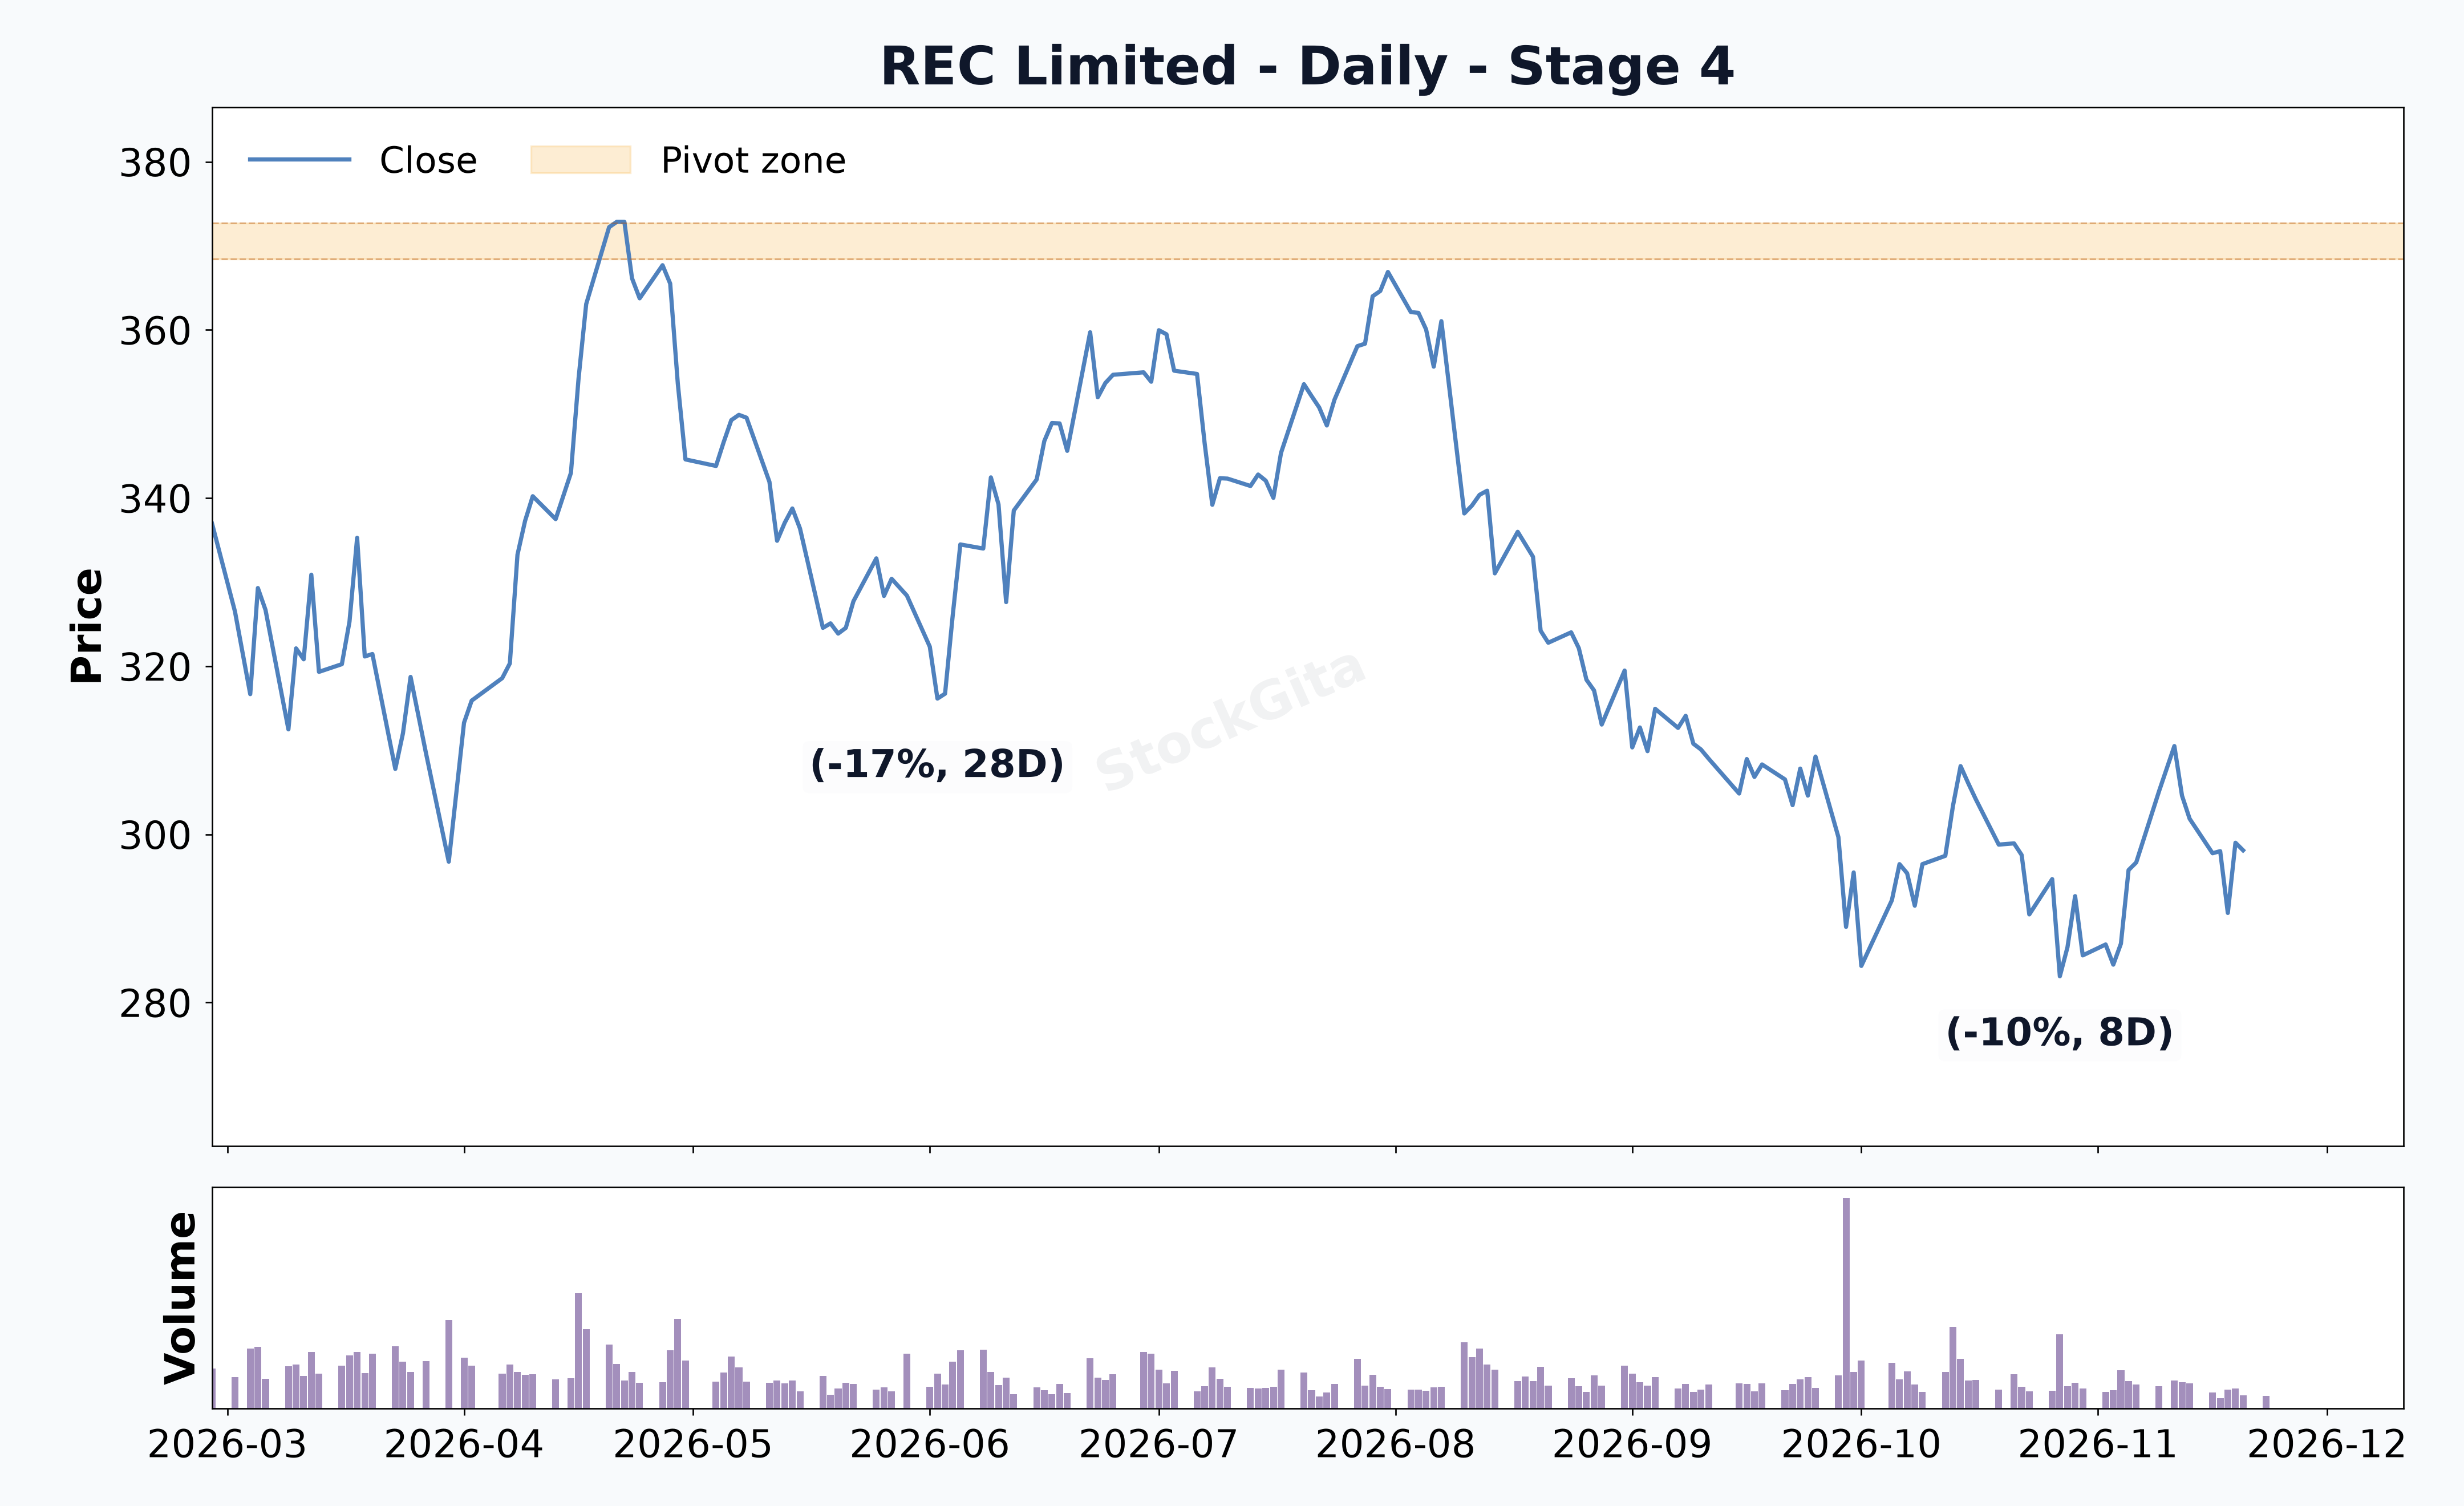 REC Limited - Daily - Stage 4
Close
Pivot zone
Price
380
360
340
320
300
280
StockGita
(-17%, 28D)
(-10%, 8D)
Volume
2026-03
2026-04
2026-05
2026-06
2026-07
2026-08
2026-09
2026-10
2026-11
2026-12